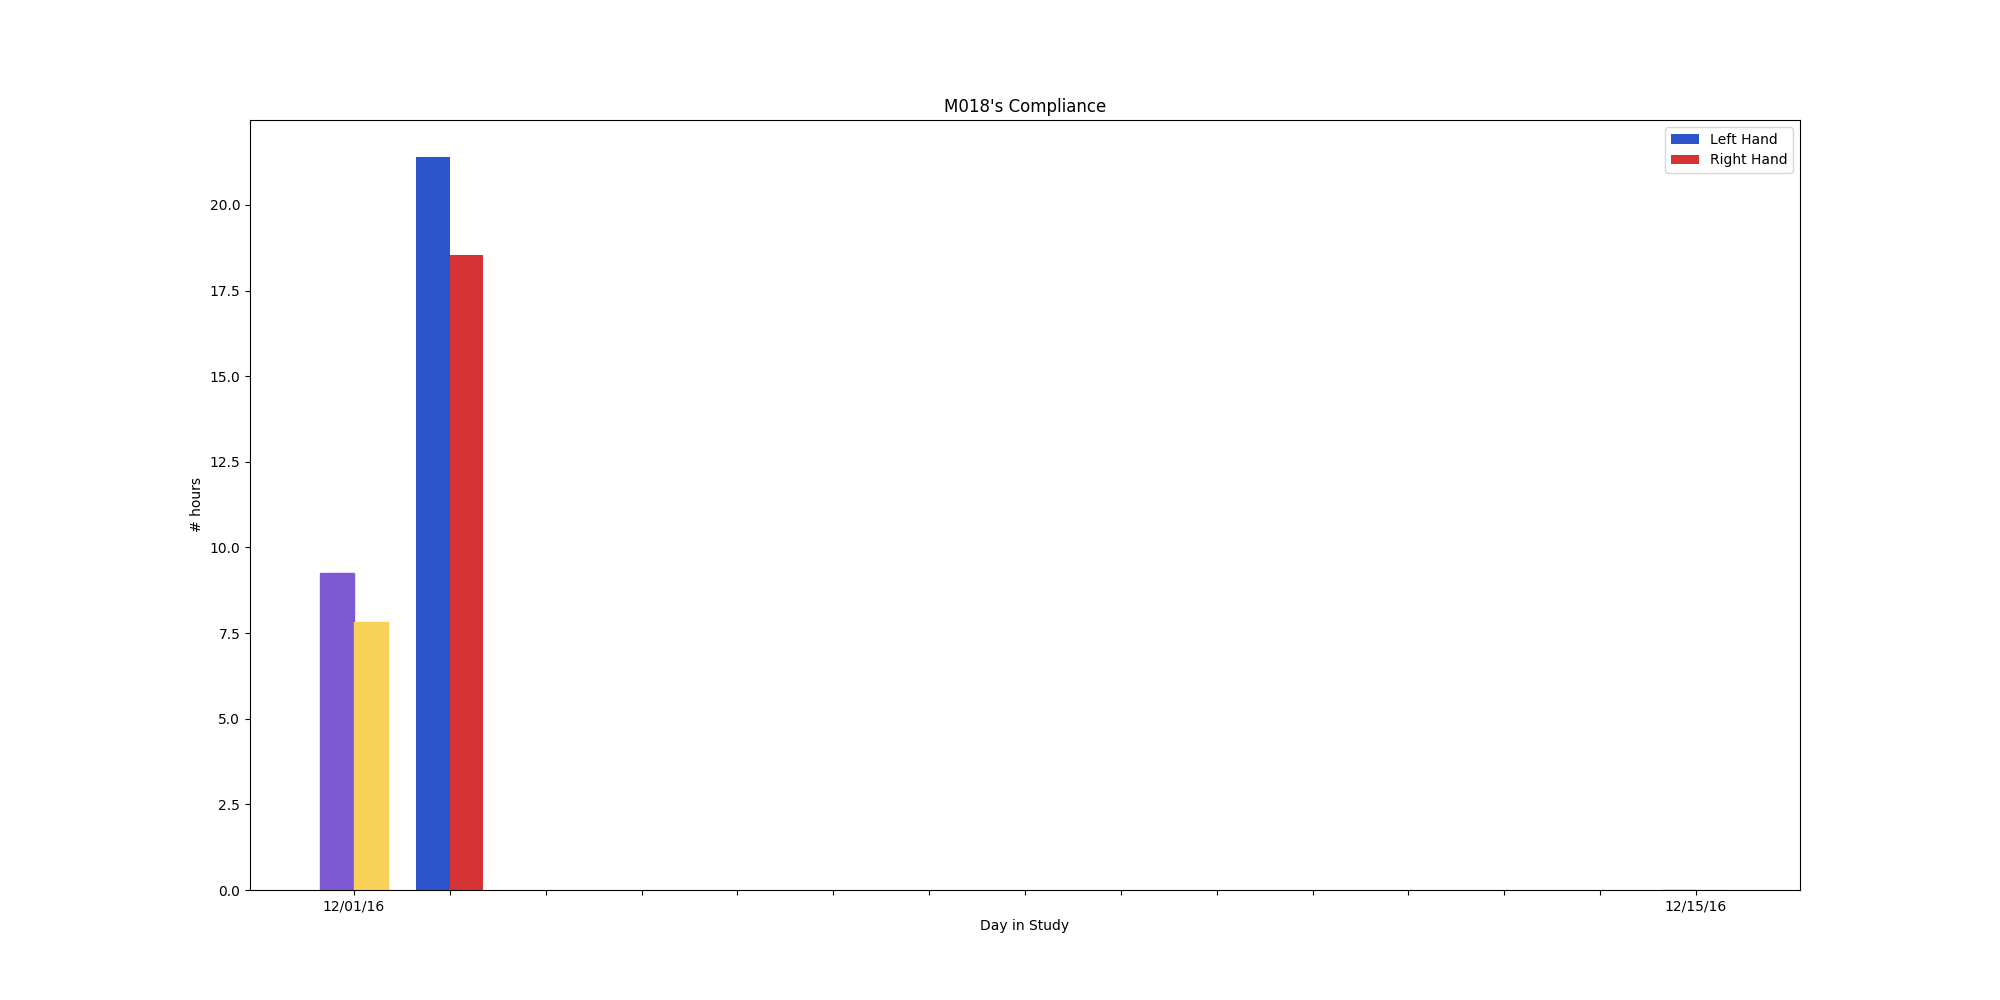 M018's Compliance
Left Hand
Right Hand
20.0
17.5
15.0
12.5
10.0
7.5
5.0
2.5
0.0
# hours
12/01/16
12/15/16
Day in Study